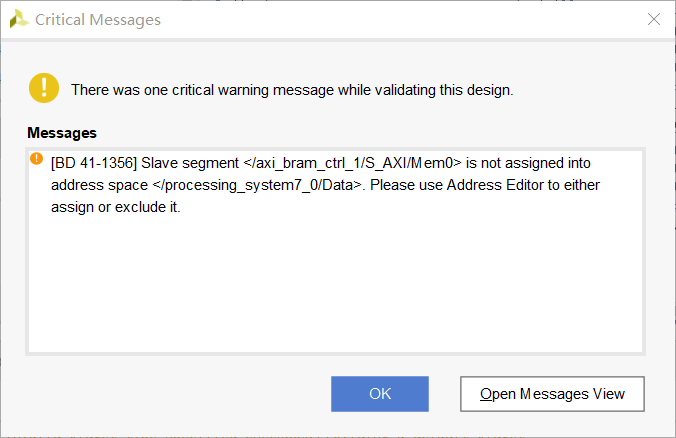 Critical Messages
There was one critical warning message while validating this design.
Messages
[BD 41-1356] Slave segment </axi_bram_ctrl_1/S_AXI/Mem0> is not assigned into
address space </processing_system7_0/Data>. Please use Address Editor to either
assign or exclude it.
OK
Open Messages View